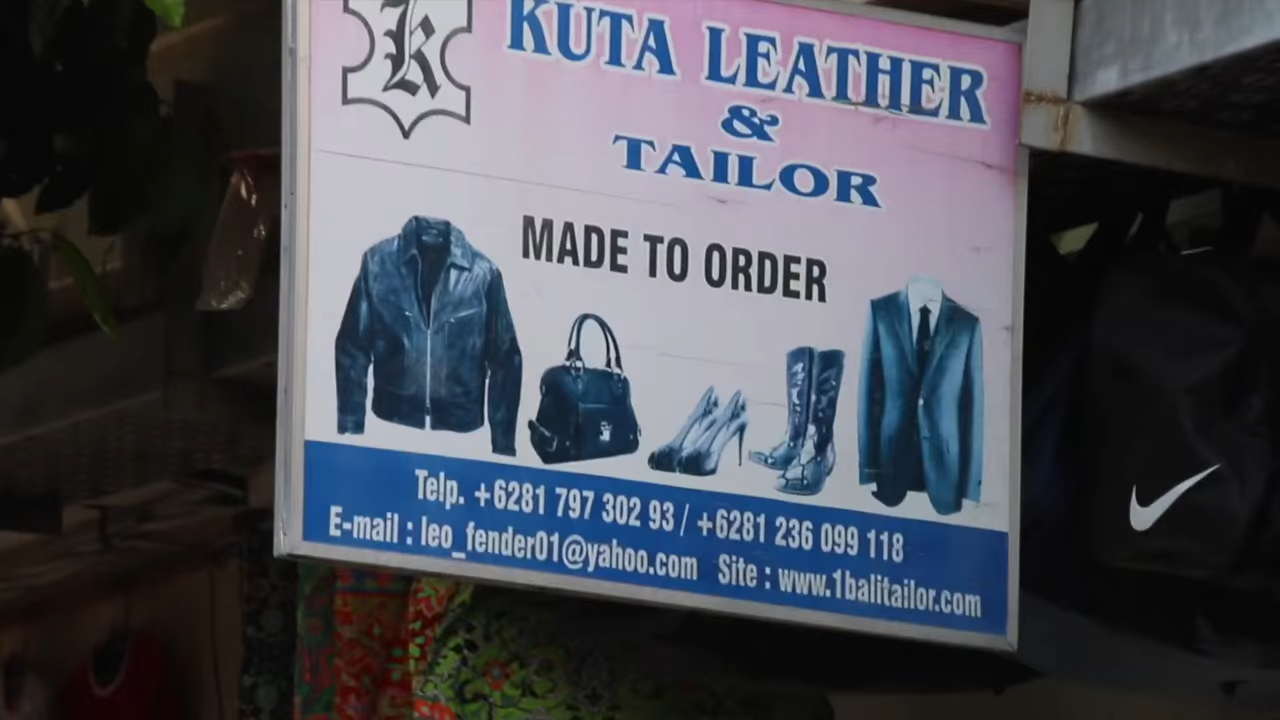 k
KUTA LEATHER
&
TAILOR
MADE TO ORDER
Telp. +6281 797 302 93 / +6281 236 099 118
E-mail : leo_fender01@yahoo.com Site : www.1balitailor.com